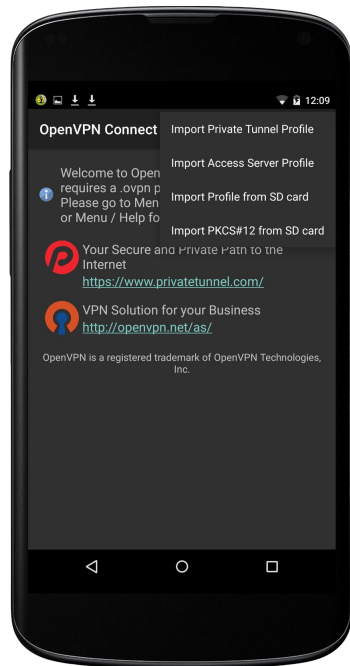 12:09
OpenVPN Connect
Import Private Tunnel Profile
Import Access Server Profile
Import Profile from SD card
Import PKCS#12 from SD card
Welcome to Open
requires a .ovpn p
Please go to Men
or Menu / Help fo
Your Secure and Private Path to the
Internet
https://www.privatetunnel.com/
VPN Solution for your Business
http://openvpn.net/as/
OpenVPN is a registered trademark of OpenVPN Technologies,
Inc.